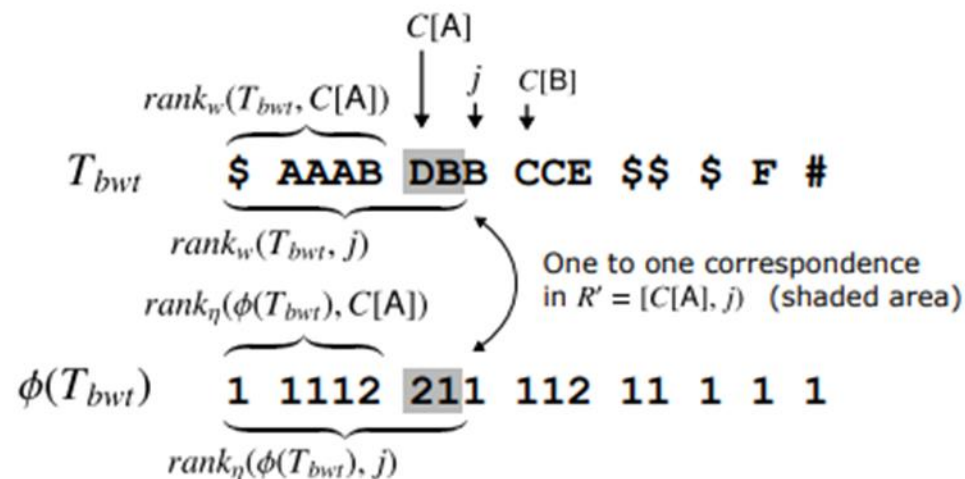 C[A]
j C[B]
rank_w(T_bwt, C[A])
T_bwt $ AAAB DBB CCE $$ $ F #
rank_w(T_bwt, j)
One to one correspondence
in R' = [C[A], j) (shaded area)
rank_η(ϕ(T_bwt), C[A])
ϕ(T_bwt) 1 1112 211 112 11 1 1 1
rank_η(ϕ(T_bwt), j)